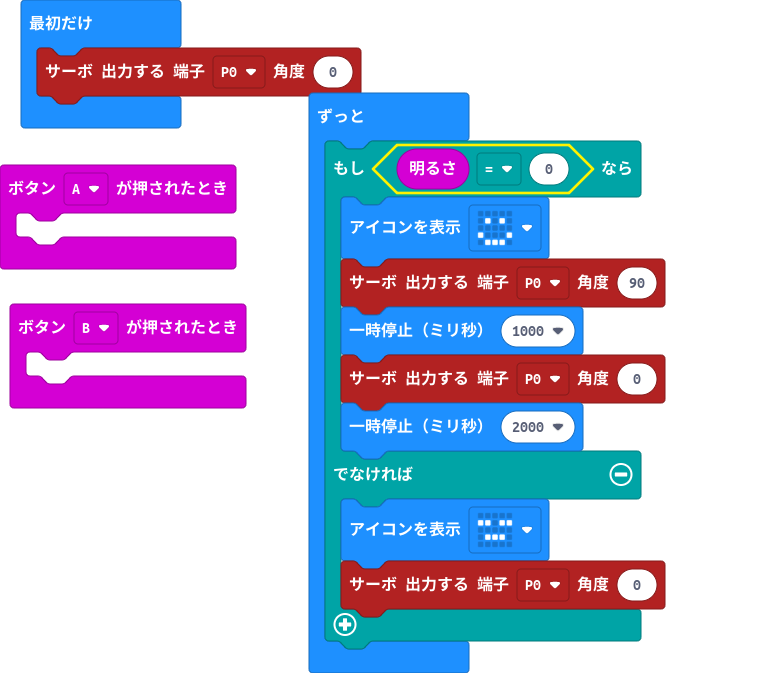 最初だけ
サーボ 出力する 端子 P0 角度 0
ずっと
もし 明るさ = 0 なら
アイコンを表示
サーボ 出力する 端子 P0 角度 90
一時停止（ミリ秒） 1000
サーボ 出力する 端子 P0 角度 0
一時停止（ミリ秒） 2000
でなければ
アイコンを表示
サーボ 出力する 端子 P0 角度 0
ボタン A が押されたとき
ボタン B が押されたとき